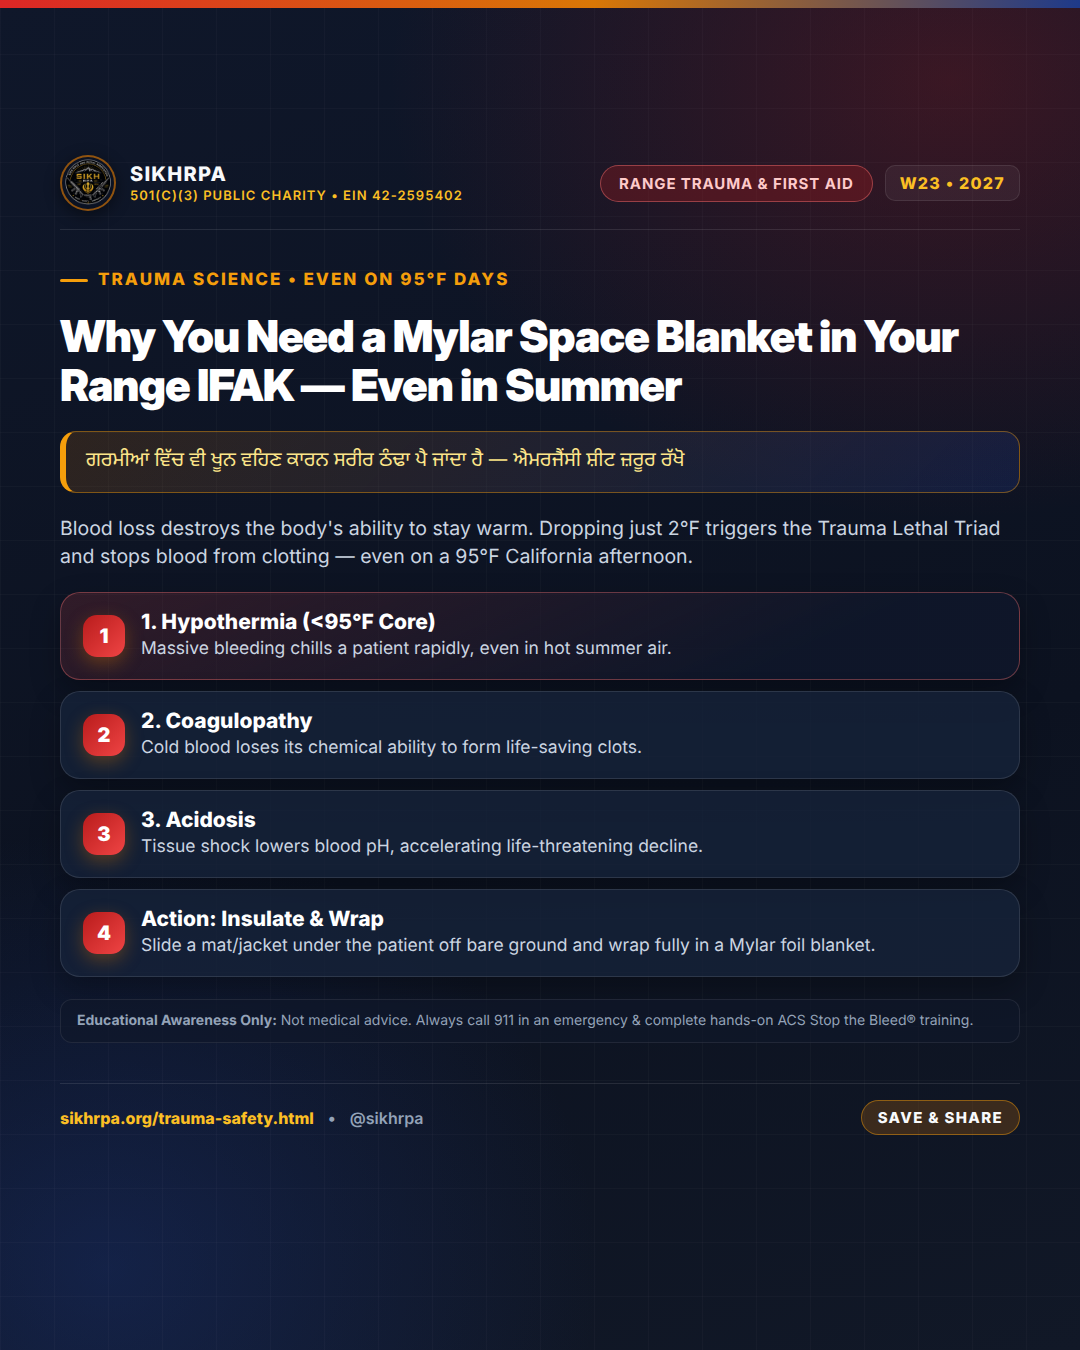 SIKH
SIKHRPA
501(C)(3) PUBLIC CHARITY • EIN 42-2595402
RANGE TRAUMA & FIRST AID
W23 • 2027
TRAUMA SCIENCE • EVEN ON 95°F DAYS
Why You Need a Mylar Space Blanket in Your
Range IFAK — Even in Summer
ਗਰਮੀਆਂ ਵਿੱਚ ਵੀ ਖੂਨ ਵਹਿਣ ਕਾਰਨ ਸਰੀਰ ਠੰਢਾ ਪੈ ਜਾਂਦਾ ਹੈ — ਐਮਰਜੈਂਸੀ ਸ਼ੀਟ ਜ਼ਰੂਰ ਰੱਖੋ
Blood loss destroys the body's ability to stay warm. Dropping just 2°F triggers the Trauma Lethal Triad
and stops blood from clotting — even on a 95°F California afternoon.
1
1. Hypothermia (<95°F Core)
Massive bleeding chills a patient rapidly, even in hot summer air.
2
2. Coagulopathy
Cold blood loses its chemical ability to form life-saving clots.
3
3. Acidosis
Tissue shock lowers blood pH, accelerating life-threatening decline.
4
Action: Insulate & Wrap
Slide a mat/jacket under the patient off bare ground and wrap fully in a Mylar foil blanket.
Educational Awareness Only: Not medical advice. Always call 911 in an emergency & complete hands-on ACS Stop the Bleed® training.
sikhrpa.org/trauma-safety.html • @sikhrpa
SAVE & SHARE